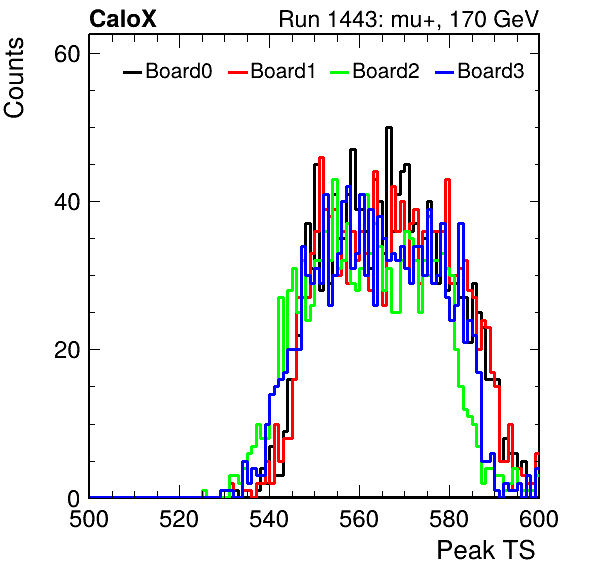 CaloX Run 1443: mu+, 170 GeV
Counts
Board0 Board1 Board2 Board3
60
40
20
0
500 520 540 560 580 600
Peak TS